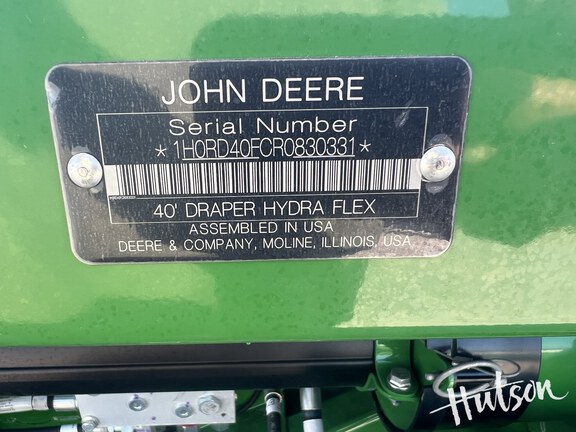 JOHN DEERE
Serial Number
*1H0RD40FCR0830331*
40' DRAPER HYDRA FLEX
ASSEMBLED IN USA
DEERE & COMPANY, MOLINE, ILLINOIS, USA
Hutson